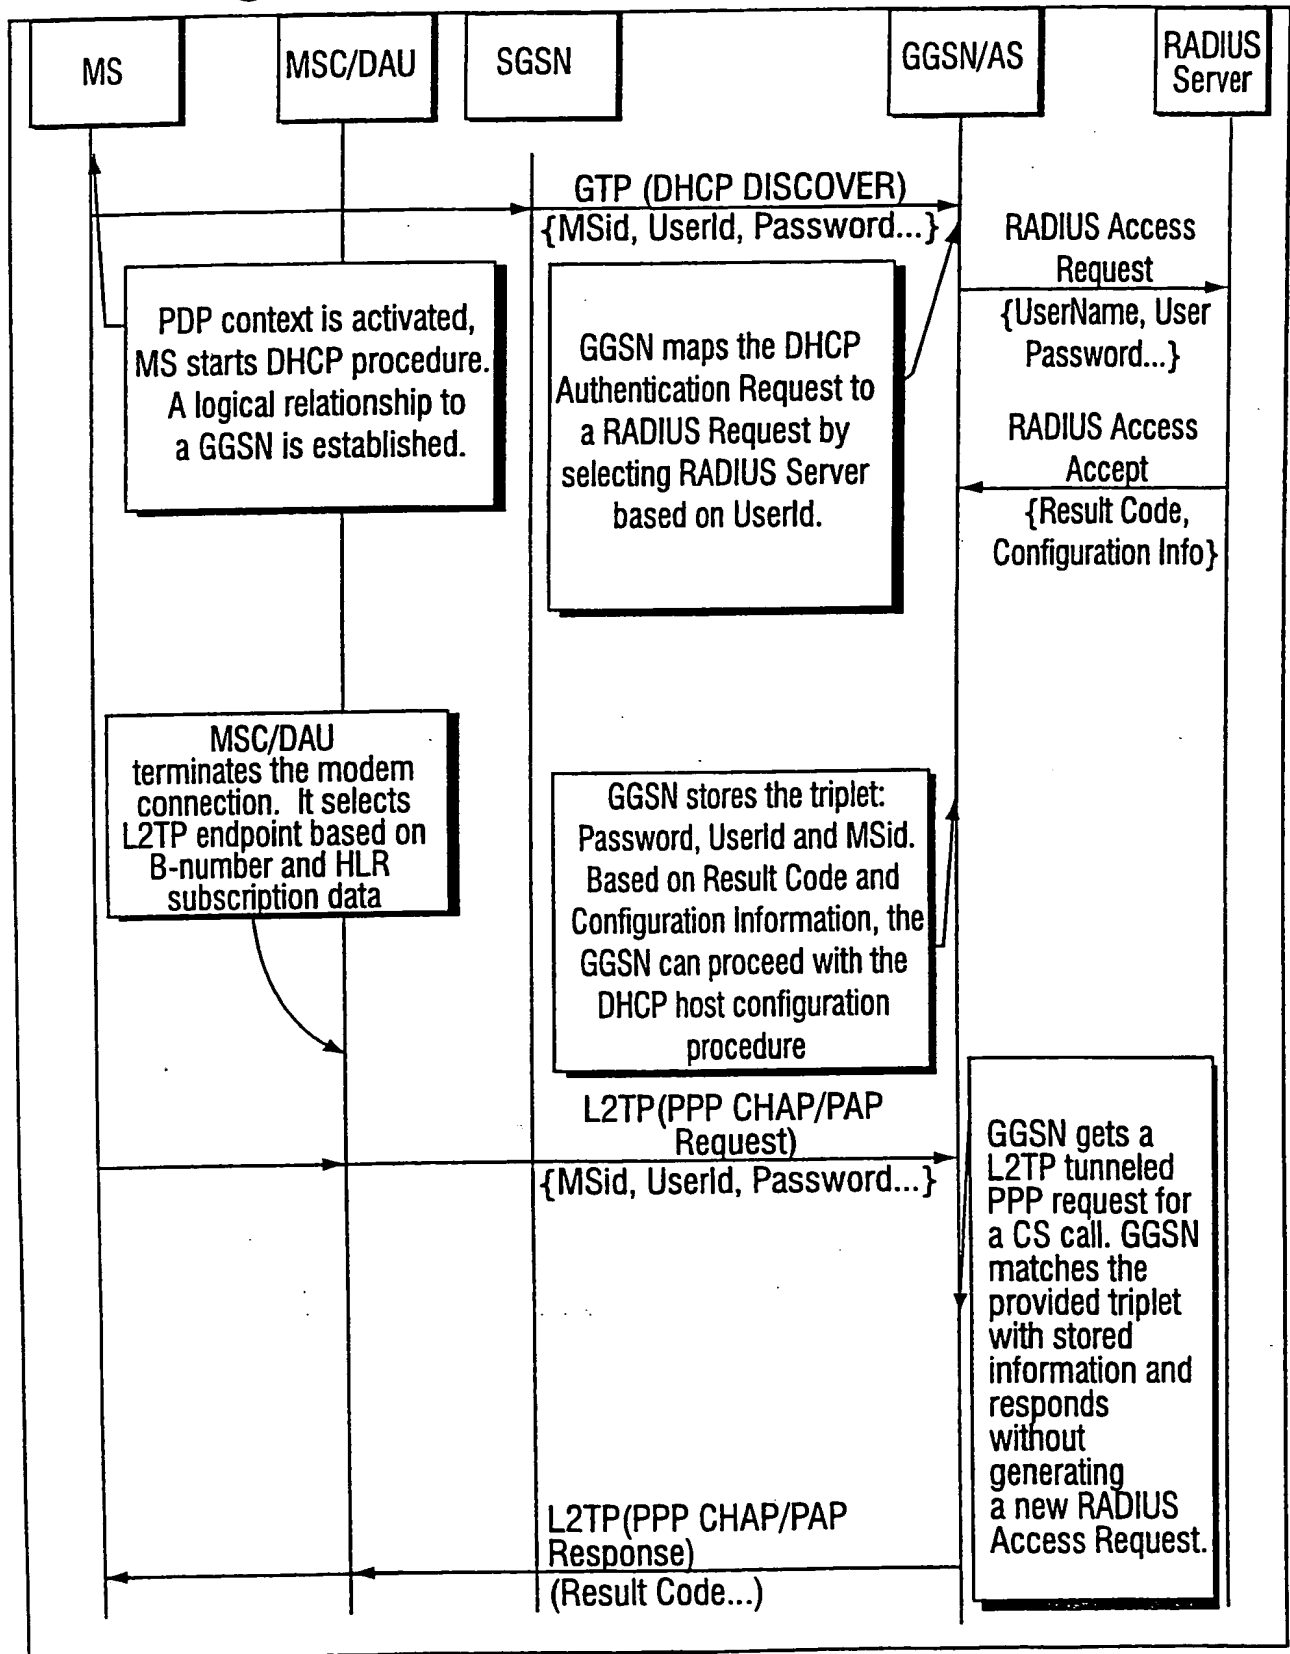 MS
MSC/DAU
SGSN
GGSN/AS
RADIUS
Server
GTP (DHCP DISCOVER)
{MSid, UserId, Password...}
RADIUS Access
Request
{UserName, User
Password...}
PDP context is activated,
MS starts DHCP procedure.
A logical relationship to
a GGSN is established.
GGSN maps the DHCP
Authentication Request to
a RADIUS Request by
selecting RADIUS Server
based on UserId.
RADIUS Access
Accept
{Result Code,
Configuration Info}
MSC/DAU
terminates the modem
connection. It selects
L2TP endpoint based on
B-number and HLR
subscription data
GGSN stores the triplet:
Password, UserId and MSid.
Based on Result Code and
Configuration Information, the
GGSN can proceed with the
DHCP host configuration
procedure
L2TP(PPP CHAP/PAP
Request)
{MSid, UserId, Password...}
GGSN gets a
L2TP tunneled
PPP request for
a CS call. GGSN
matches the
provided triplet
with stored
information and
responds
without
generating
a new RADIUS
Access Request.
L2TP(PPP CHAP/PAP
Response)
(Result Code...)